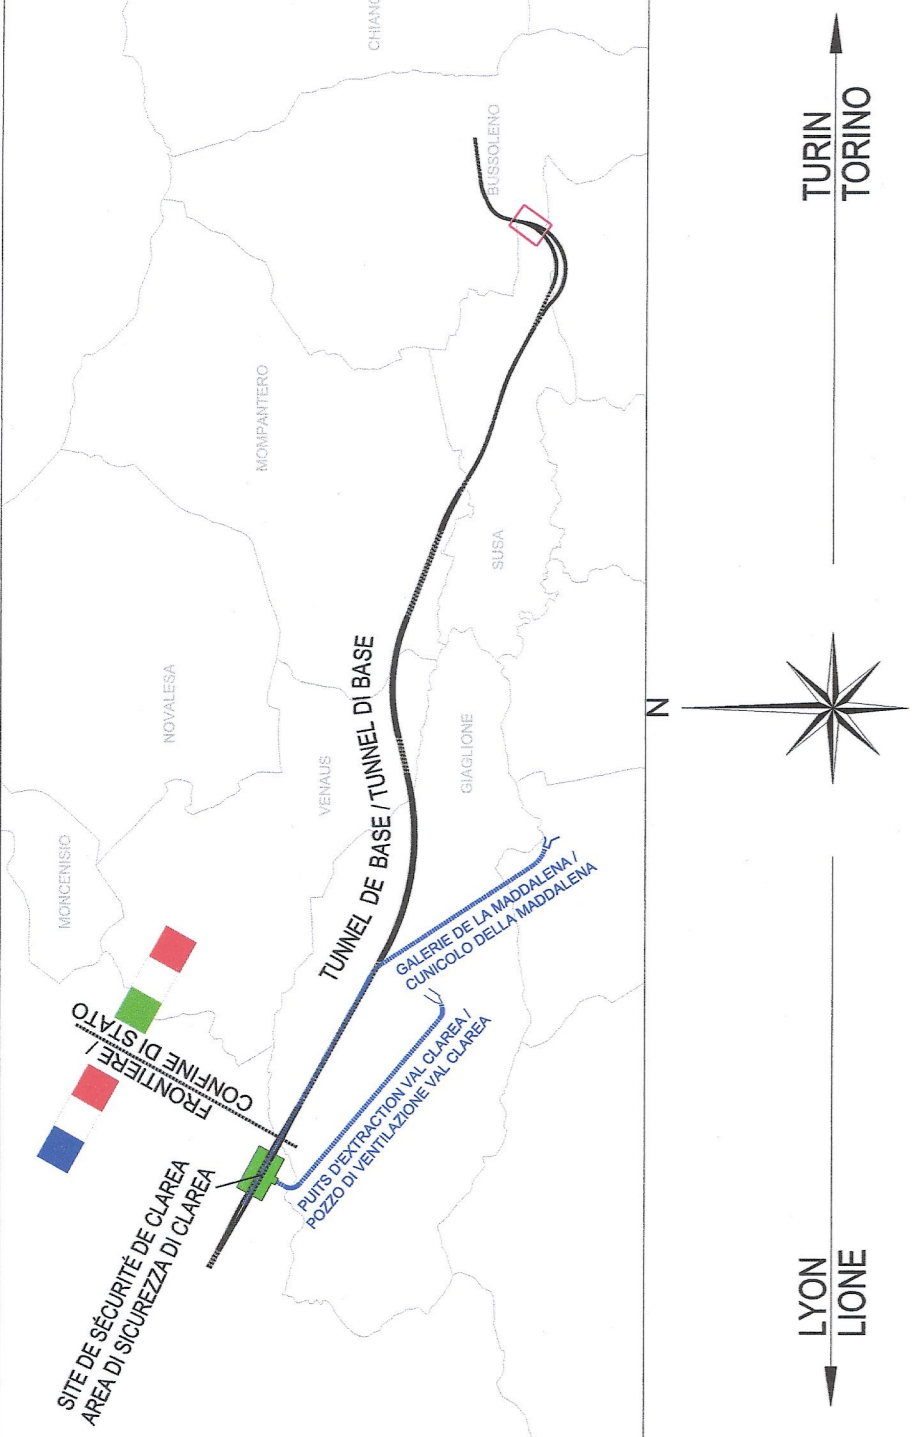 SITE DE SÉCURITÉ DE CLAREA
AREA DI SICUREZZA DI CLAREA
FRONTIERE /
CONFINE DI STATO
MONCENISIO
NOVALESA
VENAUS
MOMPANTERO
TUNNEL DE BASE / TUNNEL DI BASE
PUITS D'EXTRACTION VAL CLAREA /
POZZO DI VENTILAZIONE VAL CLAREA
GALERIE DE LA MADDALENA /
CUNICOLO DELLA MADDALENA
GIAGLIONE
SUSA
BUSSOLENO
N
LYON
LIONE
TURIN
TORINO